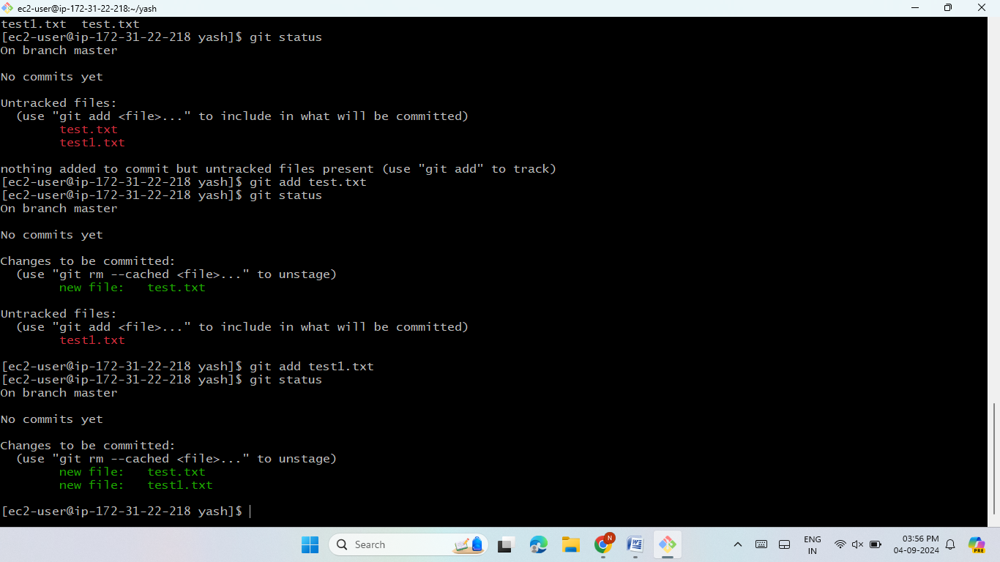 ec2-user@ip-172-31-22-218:~/yash
test1.txt  test.txt
[ec2-user@ip-172-31-22-218 yash]$ git status
On branch master

No commits yet

Untracked files:
  (use "git add <file>..." to include in what will be committed)
        test.txt
        test1.txt

nothing added to commit but untracked files present (use "git add" to track)
[ec2-user@ip-172-31-22-218 yash]$ git add test.txt
[ec2-user@ip-172-31-22-218 yash]$ git status
On branch master

No commits yet

Changes to be committed:
  (use "git rm --cached <file>..." to unstage)
        new file:   test.txt

Untracked files:
  (use "git add <file>..." to include in what will be committed)
        test1.txt

[ec2-user@ip-172-31-22-218 yash]$ git add test1.txt
[ec2-user@ip-172-31-22-218 yash]$ git status
On branch master

No commits yet

Changes to be committed:
  (use "git rm --cached <file>..." to unstage)
        new file:   test.txt
        new file:   test1.txt

[ec2-user@ip-172-31-22-218 yash]$
Search
N
W
ENG
IN
03:56 PM
04-09-2024
PRE